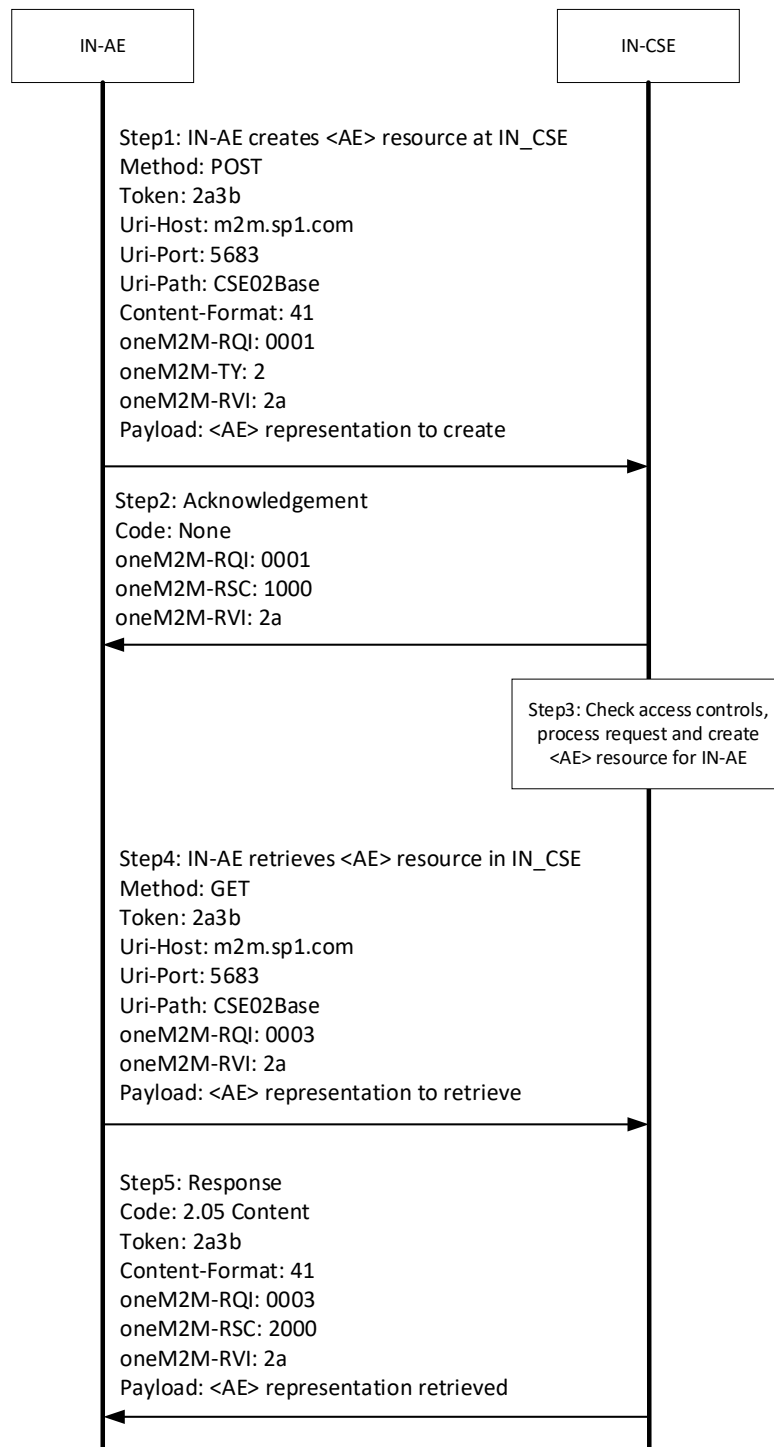 IN-AE
IN-CSE
Step1: IN-AE creates <AE> resource at IN_CSE
Method: POST
Token: 2a3b
Uri-Host: m2m.sp1.com
Uri-Port: 5683
Uri-Path: CSE02Base
Content-Format: 41
oneM2M-RQI: 0001
oneM2M-TY: 2
oneM2M-RVI: 2a
Payload: <AE> representation to create
Step2: Acknowledgement
Code: None
oneM2M-RQI: 0001
oneM2M-RSC: 1000
oneM2M-RVI: 2a
Step3: Check access controls,
process request and create
<AE> resource for IN-AE
Step4: IN-AE retrieves <AE> resource in IN_CSE
Method: GET
Token: 2a3b
Uri-Host: m2m.sp1.com
Uri-Port: 5683
Uri-Path: CSE02Base
oneM2M-RQI: 0003
oneM2M-RVI: 2a
Payload: <AE> representation to retrieve
Step5: Response
Code: 2.05 Content
Token: 2a3b
Content-Format: 41
oneM2M-RQI: 0003
oneM2M-RSC: 2000
oneM2M-RVI: 2a
Payload: <AE> representation retrieved